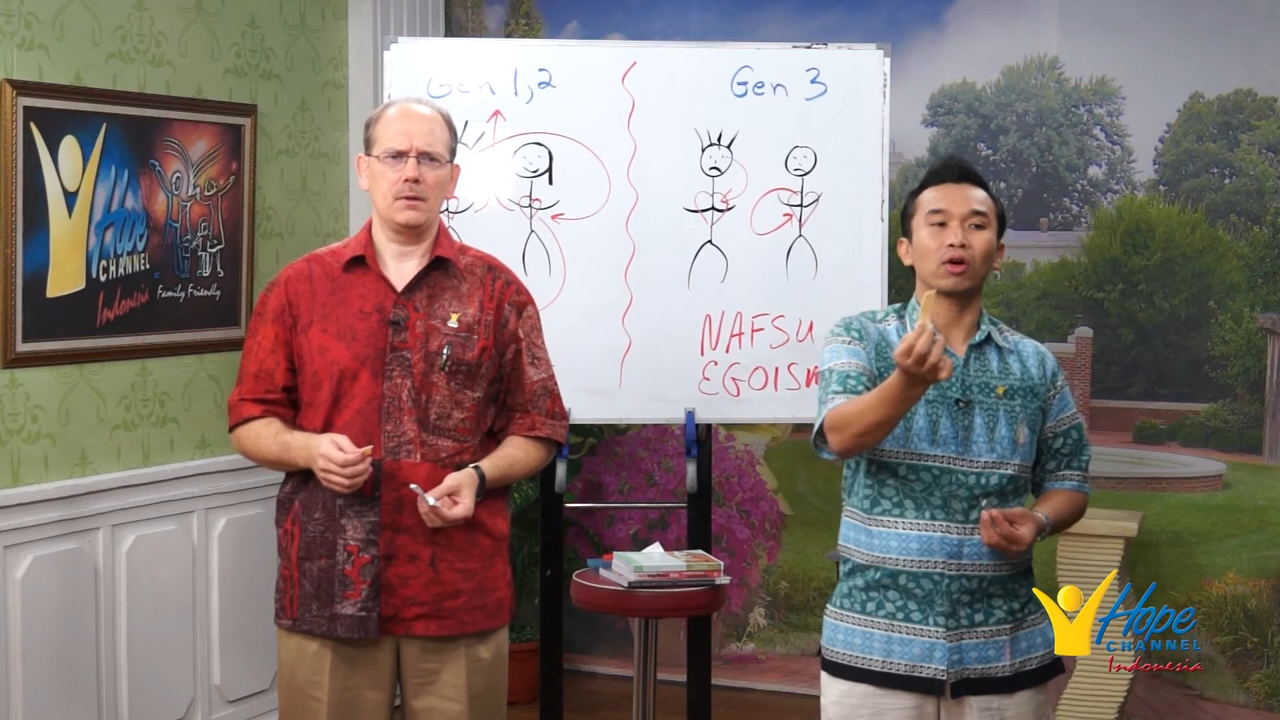 Gen 1,2
Gen 3
NAFSU
EGOISM
Hope
CHANNEL
Indonesia
Family Friendly
Hope
CHANNEL
Indonesia